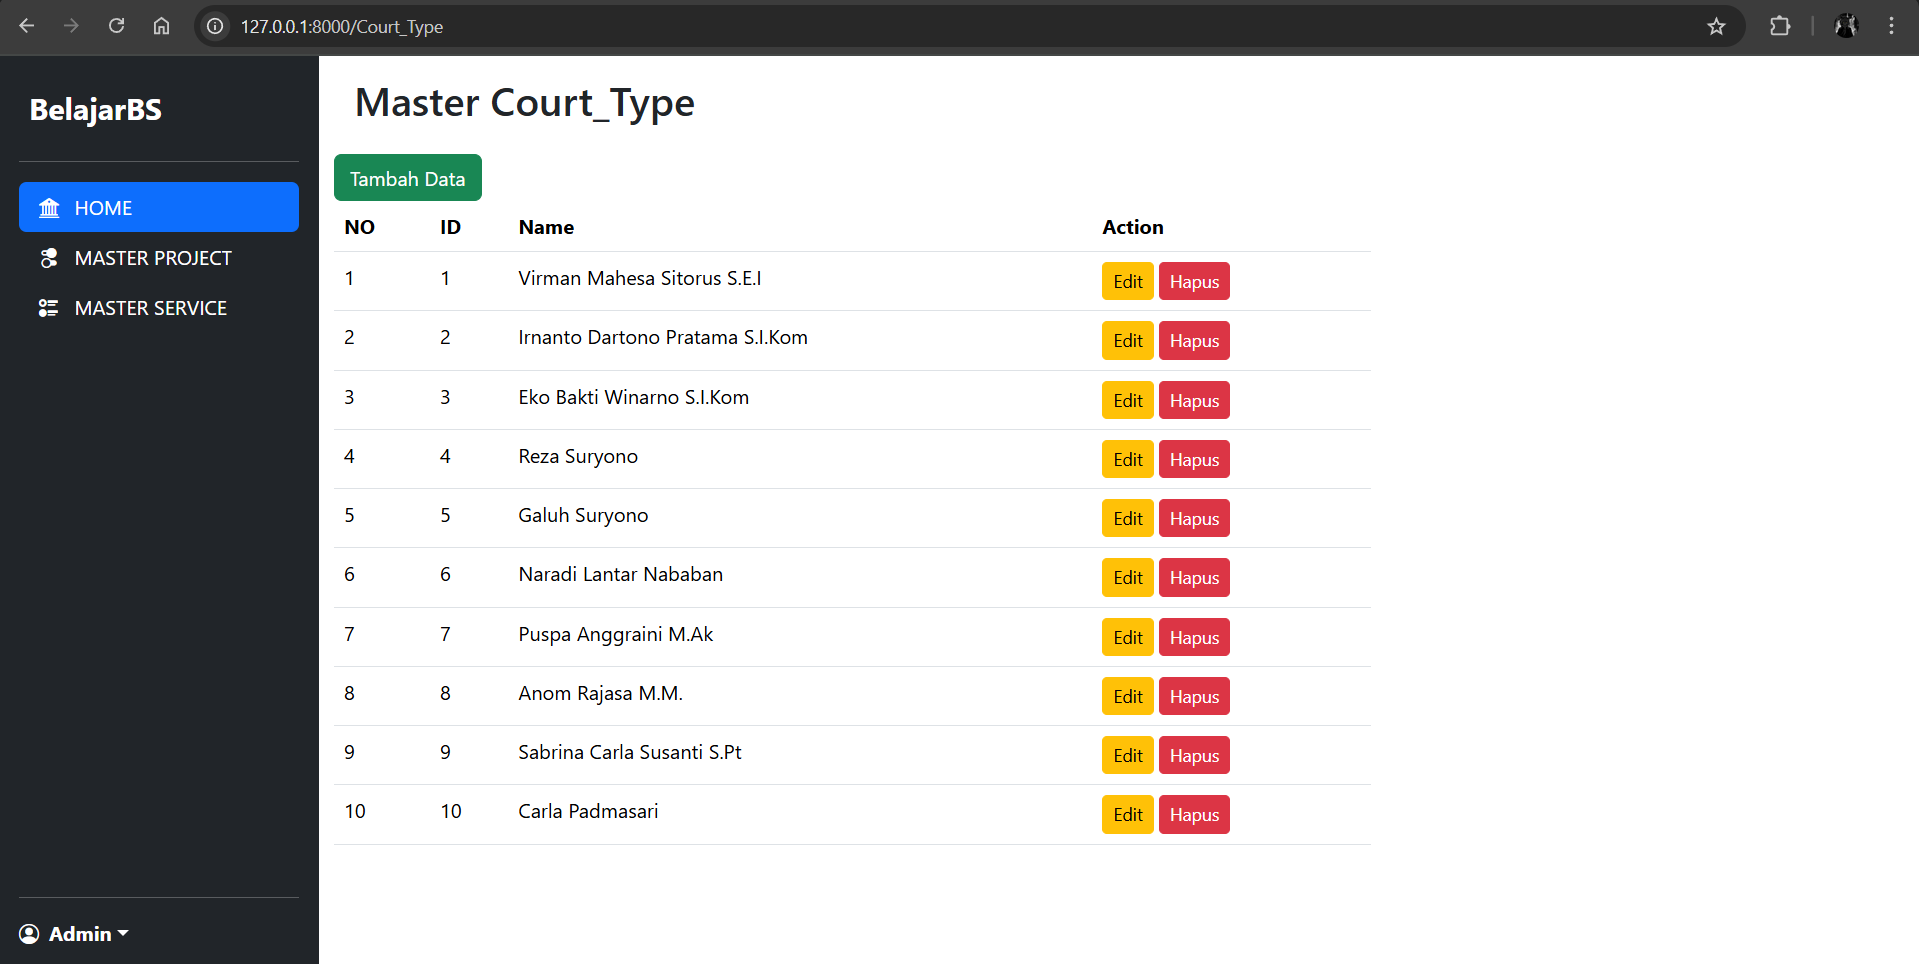 127.0.0.1:8000/Court_Type
BelajarBS
HOME
MASTER PROJECT
MASTER SERVICE
Admin
Master Court_Type
Tambah Data
NO ID Name Action
1 1 Virman Mahesa Sitorus S.E.I Edit Hapus
2 2 Irnanto Dartono Pratama S.I.Kom Edit Hapus
3 3 Eko Bakti Winarno S.I.Kom Edit Hapus
4 4 Reza Suryono Edit Hapus
5 5 Galuh Suryono Edit Hapus
6 6 Naradi Lantar Nababan Edit Hapus
7 7 Puspa Anggraini M.Ak Edit Hapus
8 8 Anom Rajasa M.M. Edit Hapus
9 9 Sabrina Carla Susanti S.Pt Edit Hapus
10 10 Carla Padmasari Edit Hapus